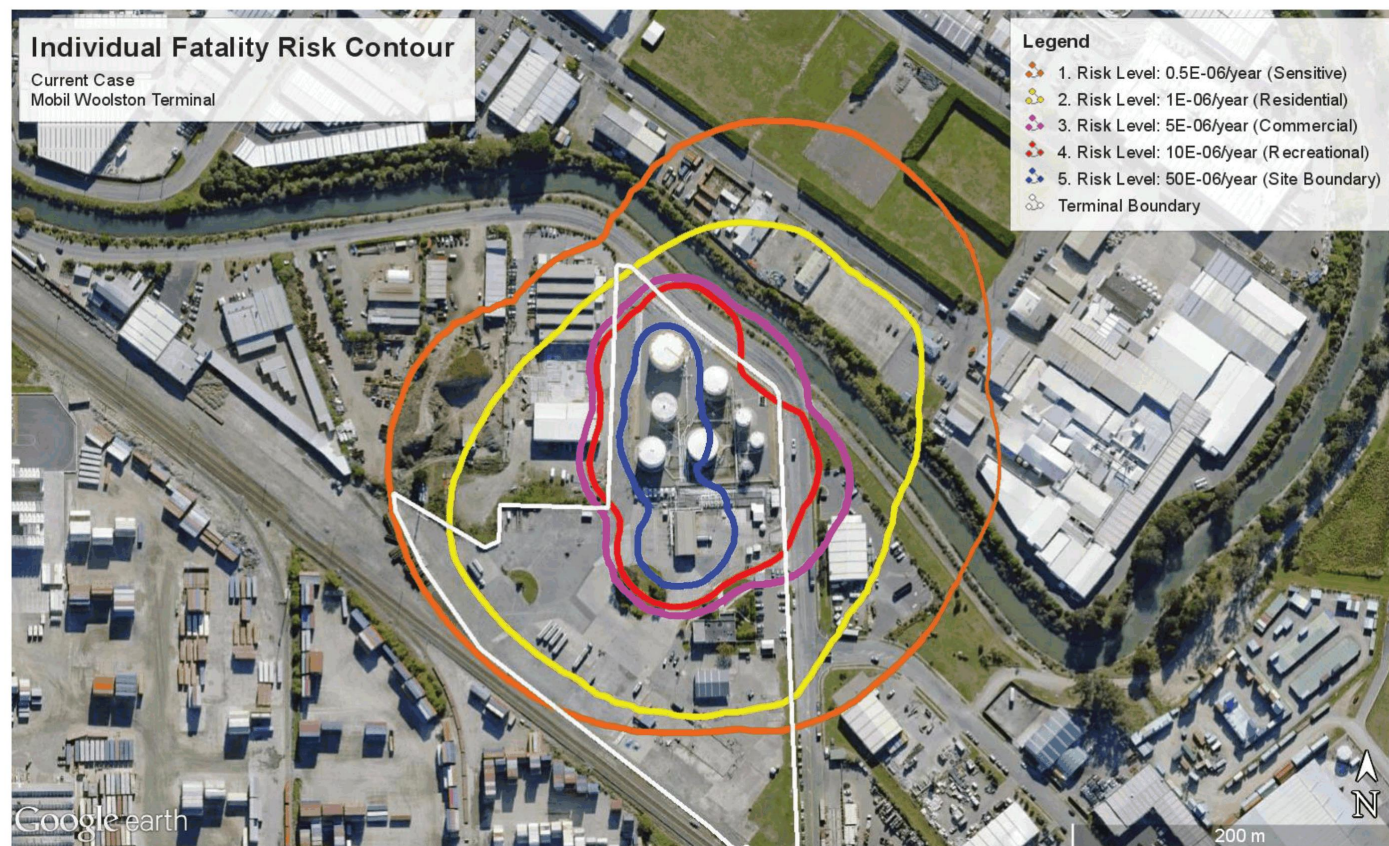 Individual Fatality Risk Contour
Current Case
Mobil Woolston Terminal
Legend
1. Risk Level: 0.5E-06/year (Sensitive)
2. Risk Level: 1E-06/year (Residential)
3. Risk Level: 5E-06/year (Commercial)
4. Risk Level: 10E-06/year (Recreational)
5. Risk Level: 50E-06/year (Site Boundary)
Terminal Boundary
Google earth
N
200 m